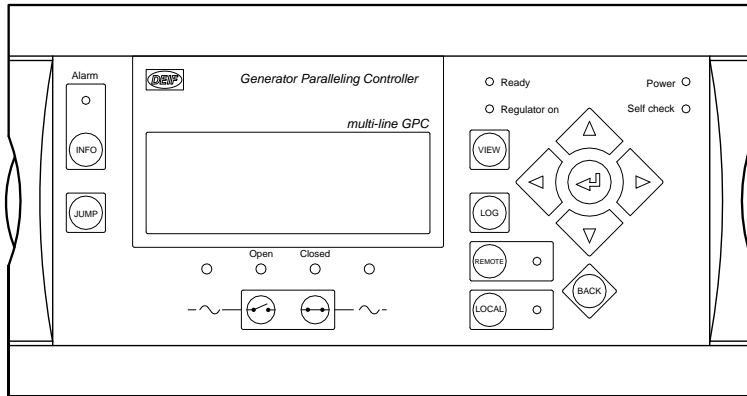 Alarm
INFO
JUMP
DEIF
Generator Paralleling Controller
multi-line GPC
Open
Closed
Ready
Power
Regulator on
Self check
VIEW
LOG
REMOTE
LOCAL
BACK